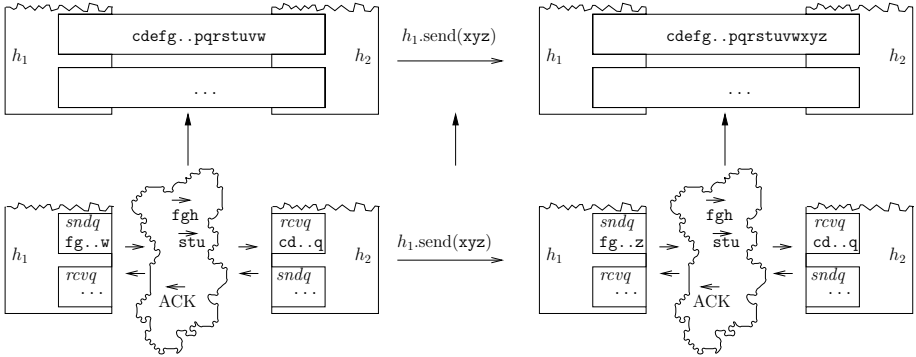 cdefg..pqrstuvw
h1
h2
...
h1.send(xyz)
cdefg..pqrstuvwxyz
h1
h2
...
sndq
fg..w
h1
rcvq
...
fgh
stu
ACK
rcvq
cd..q
h2
sndq
...
h1.send(xyz)
sndq
fg..z
h1
rcvq
...
fgh
stu
ACK
rcvq
cd..q
h2
sndq
...